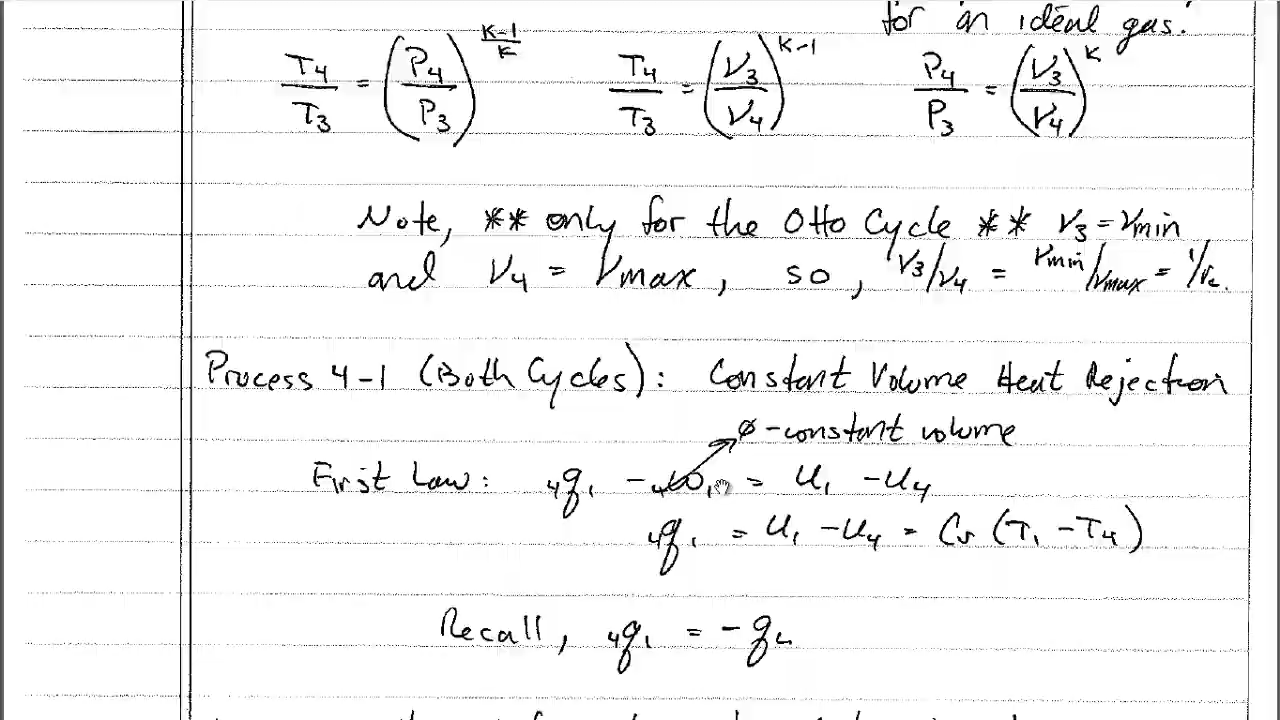 for an ideal gas.
T4/T3 = (P4/P3)^(K-1/K) T4/T3 = (V3/V4)^(K-1) P4/P3 = (V3/V4)^K
Note, ** only for the Otto Cycle ** V3 = Vmin
and V4 = Vmax, so, V3/V4 = Vmin/Vmax = 1/rc.
Process 4-1 (Both Cycles): Constant Volume Heat Rejection
ø - constant volume
First Law: 4q1 - 4w1 = u1 - u4
4q1 = u1 - u4 = Cv (T1 - T4)
Recall, 4q1 = - qL